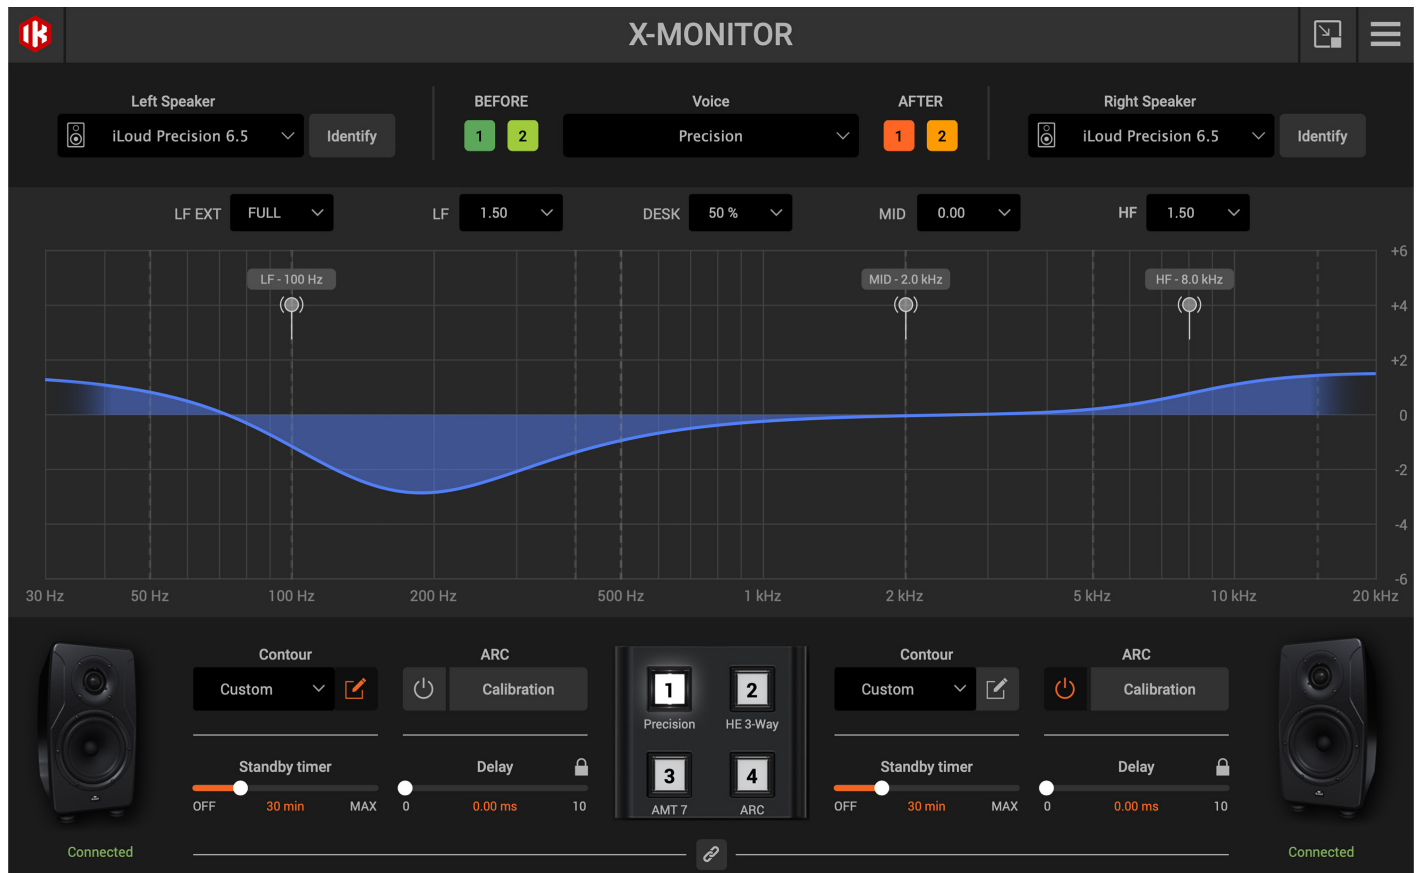 X-MONITOR
Left Speaker
BEFORE
Voice
AFTER
Right Speaker
iLoud Precision 6.5
Identify
1
2
Precision
1
2
iLoud Precision 6.5
Identify
LF EXT FULL
LF 1.50
DESK 50 %
MID 0.00
HF 1.50
+6
LF - 100 Hz
MID - 2.0 kHz
HF - 8.0 kHz
+4
+2
0
-2
-4
-6
30 Hz 50 Hz 100 Hz 200 Hz 500 Hz 1 kHz 2 kHz 5 kHz 10 kHz 20 kHz
Contour
Custom
ARC
Calibration
Standby timer
OFF 30 min MAX
Delay
0 0.00 ms 10
1
Precision
2
HE 3-Way
3
AMT 7
4
ARC
Contour
Custom
ARC
Calibration
Standby timer
OFF 30 min MAX
Delay
0 0.00 ms 10
Connected
Connected